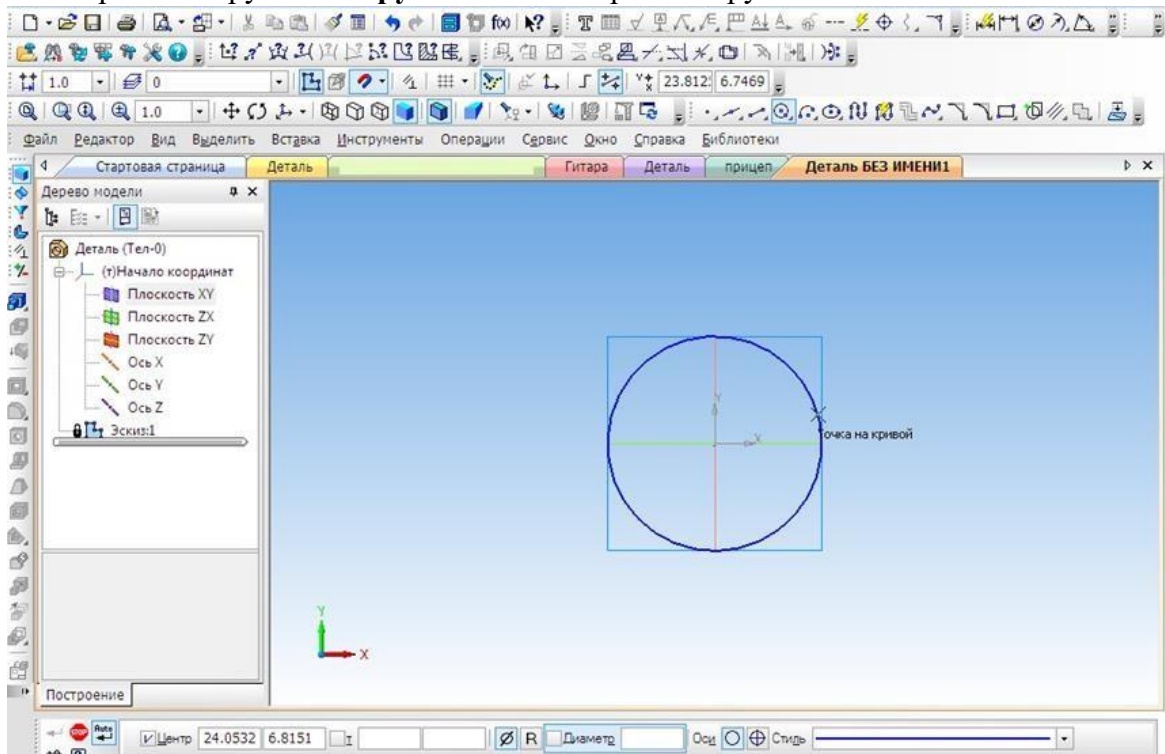 1.0 0 23.812 6.7469
1.0
Файл Редактор Вид Выделить Вставка Инструменты Операции Сервис Окно Справка Библиотеки
Стартовая страница Деталь Гитара Деталь прицеп Деталь БЕЗ ИМЕНИ1
Дерево модели
Деталь (Тел-0)
(т)Начало координат
Плоскость XY
Плоскость ZX
Плоскость ZY
Ось X
Ось Y
Ось Z
Эскиз:1
Y
X
очка на кривой
Y
X
Построение
Auto Центр 24.0532 6.8151 т R Диаметр Оси Стиль